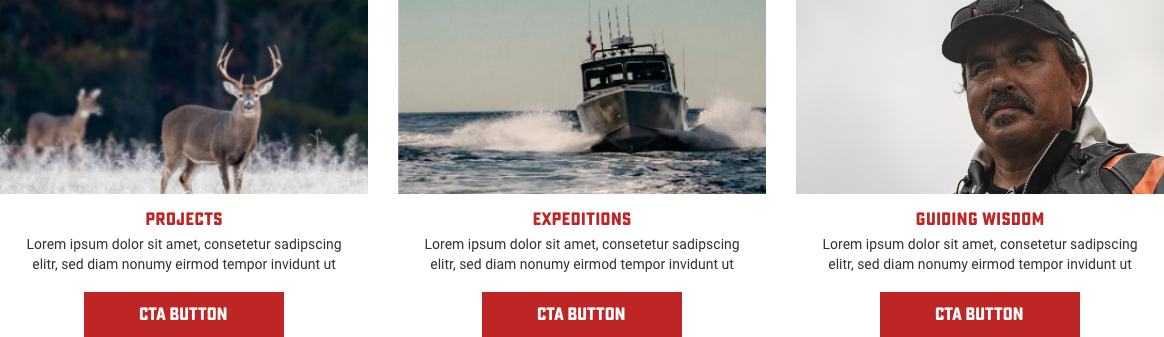 PROJECTS
Lorem ipsum dolor sit amet, consetetur sadipscing
elitr, sed diam nonumy eirmod tempor invidunt ut
CTA BUTTON
EXPEDITIONS
Lorem ipsum dolor sit amet, consetetur sadipscing
elitr, sed diam nonumy eirmod tempor invidunt ut
CTA BUTTON
GUIDING WISDOM
Lorem ipsum dolor sit amet, consetetur sadipscing
elitr, sed diam nonumy eirmod tempor invidunt ut
CTA BUTTON